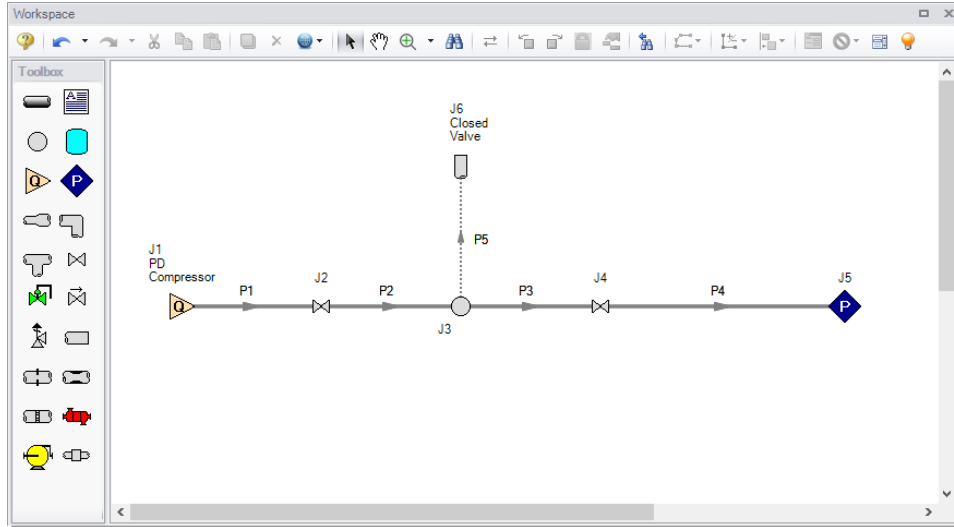 Workspace
Toolbox
A
Q
P
J6
Closed
Valve
P5
J1
PD
Compressor
P1
J2
P2
P3
J4
P4
J5
Q
P
J3